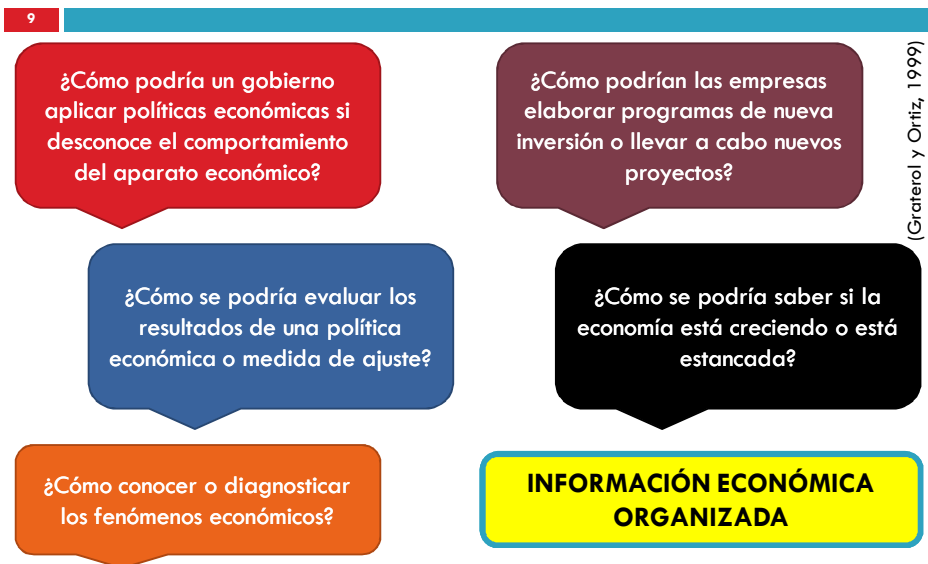 9
¿Cómo podría un gobierno
aplicar políticas económicas si
desconoce el comportamiento
del aparato económico?
¿Cómo podrían las empresas
elaborar programas de nueva
inversión o llevar a cabo nuevos
proyectos?
(Graterol y Ortiz, 1999)
¿Cómo se podría evaluar los
resultados de una política
económica o medida de ajuste?
¿Cómo se podría saber si la
economía está creciendo o está
estancada?
¿Cómo conocer o diagnosticar
los fenómenos económicos?
INFORMACIÓN ECONÓMICA
ORGANIZADA